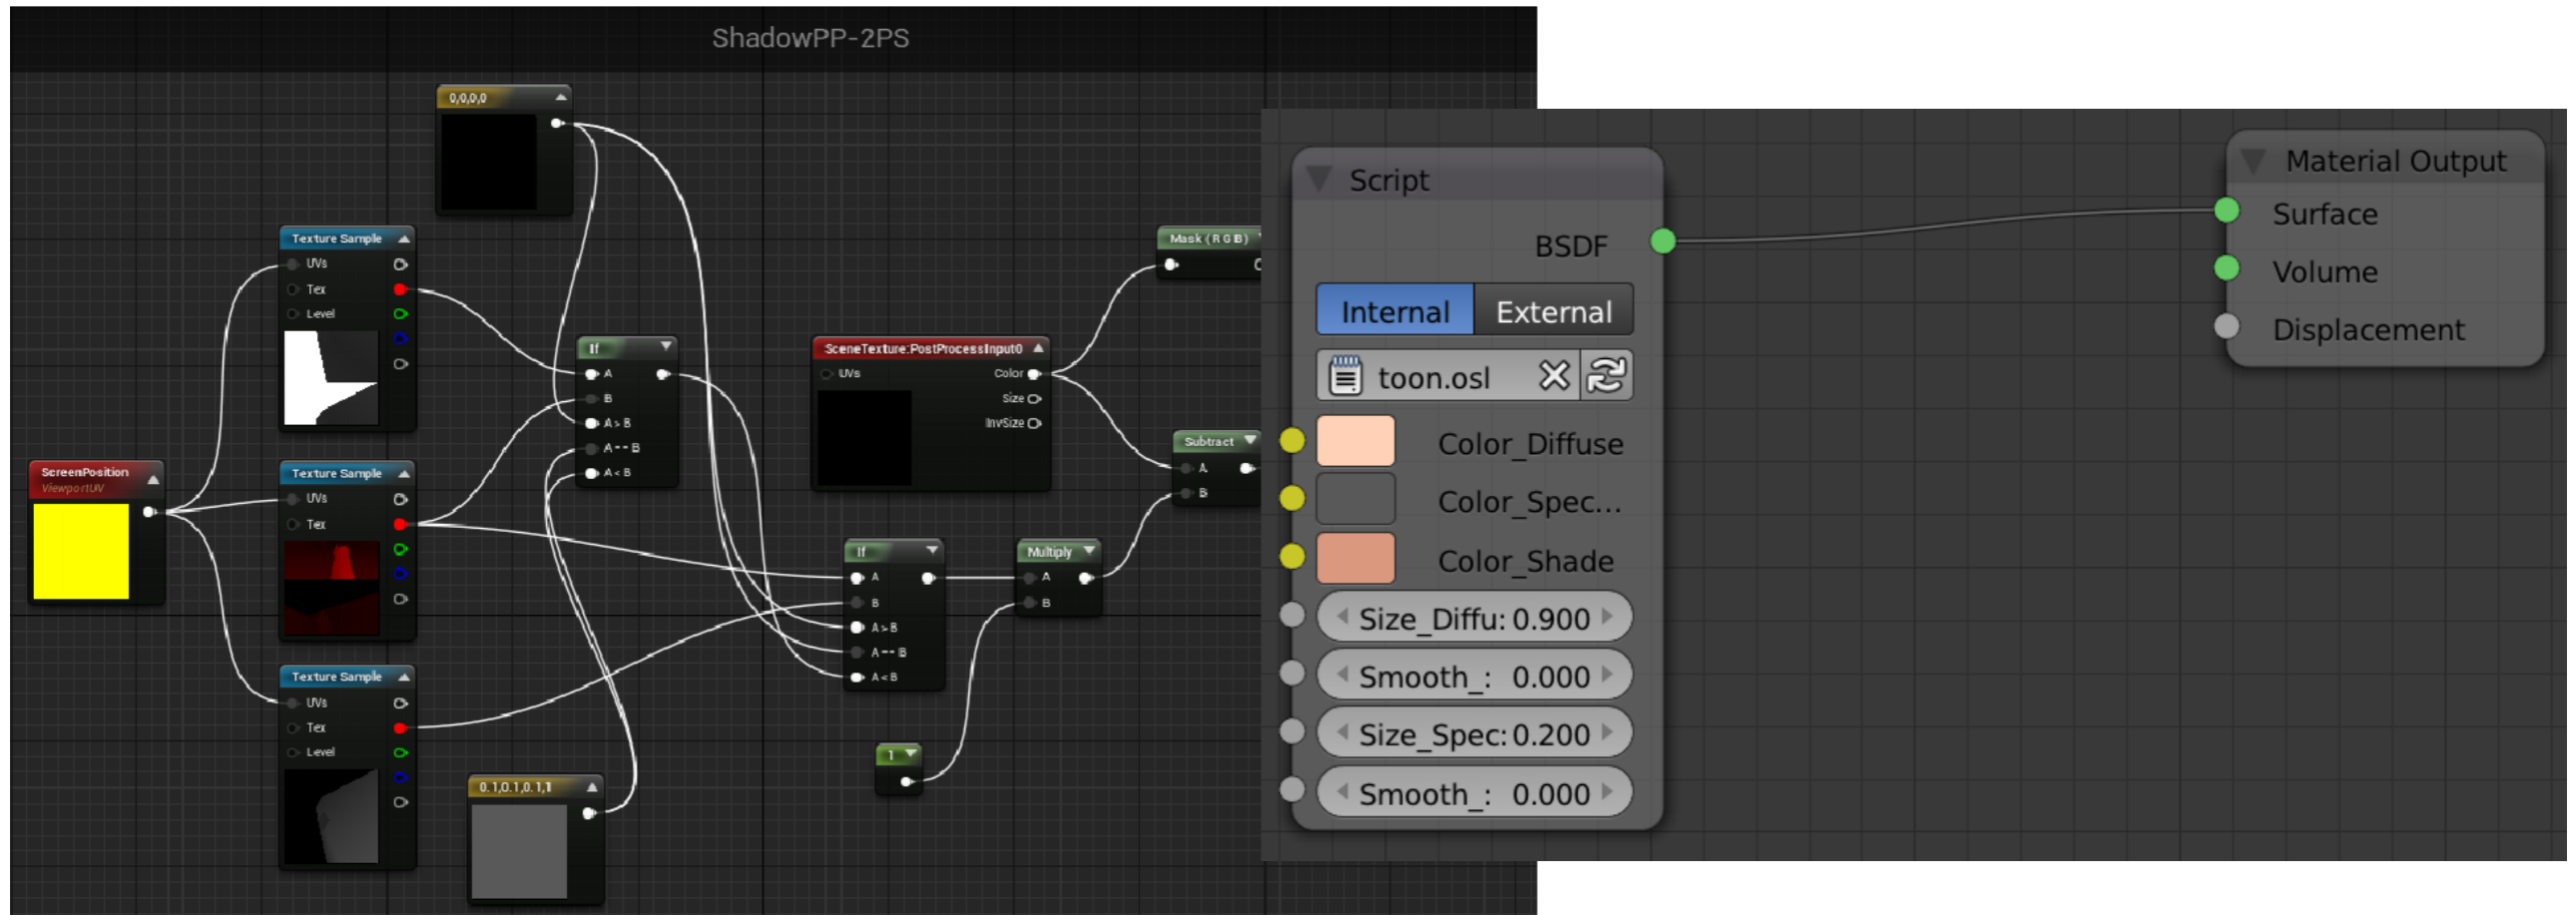 ShadowPP-2PS
0,0,0,0
Texture Sample
UVs
Tex
Level
ScreenPosition
ViewportUV
Texture Sample
UVs
Tex
Texture Sample
UVs
Tex
Level
0.1,0.1,0.1,1
If
A
B
A > B
A == B
A < B
SceneTexture:PostProcessInput0
UVs
Color
Size
InvSize
If
A
B
A > B
A == B
A < B
1
Multiply
A
B
Mask ( R G B )
Subtract
A
B
Script
BSDF
Internal External
toon.osl
Color_Diffuse
Color_Spec...
Color_Shade
Size_Diffu: 0.900
Smooth_: 0.000
Size_Spec: 0.200
Smooth_: 0.000
Material Output
Surface
Volume
Displacement